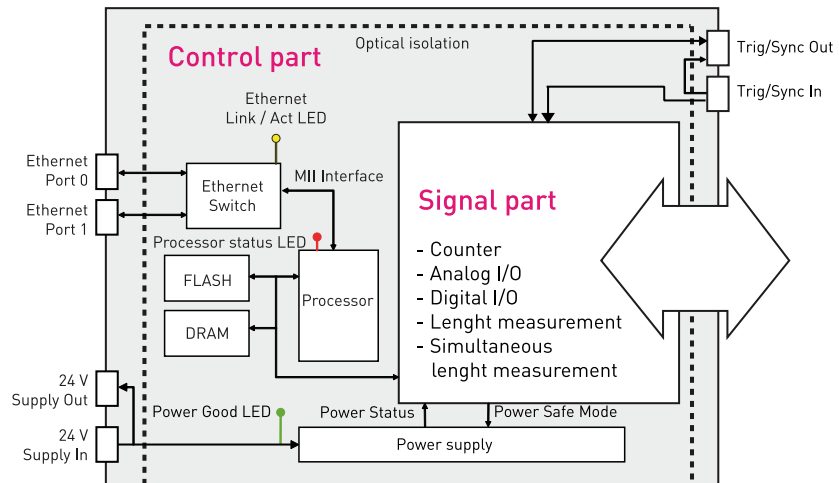 Optical isolation
Control part
Trig/Sync Out
Trig/Sync In
Ethernet
Link / Act LED
Ethernet
Port 0
Ethernet
Port 1
Ethernet
Switch
MII Interface
Processor status LED
FLASH
DRAM
Processor
Signal part
- Counter
- Analog I/O
- Digital I/O
- Lenght measurement
- Simultaneous
lenght measurement
24 V
Supply Out
24 V
Supply In
Power Good LED
Power Status
Power Safe Mode
Power supply